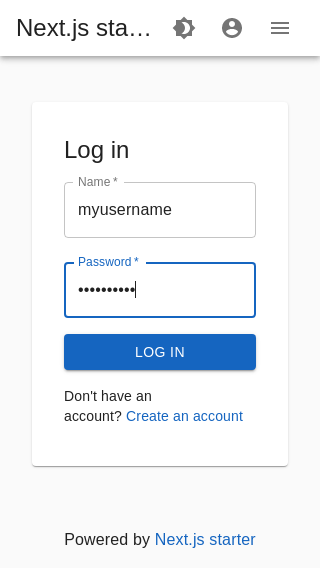 Next.js sta...
Log in
Name *
myusername
Password *
••••••••••
LOG IN
Don't have an
account? Create an account
Powered by Next.js starter